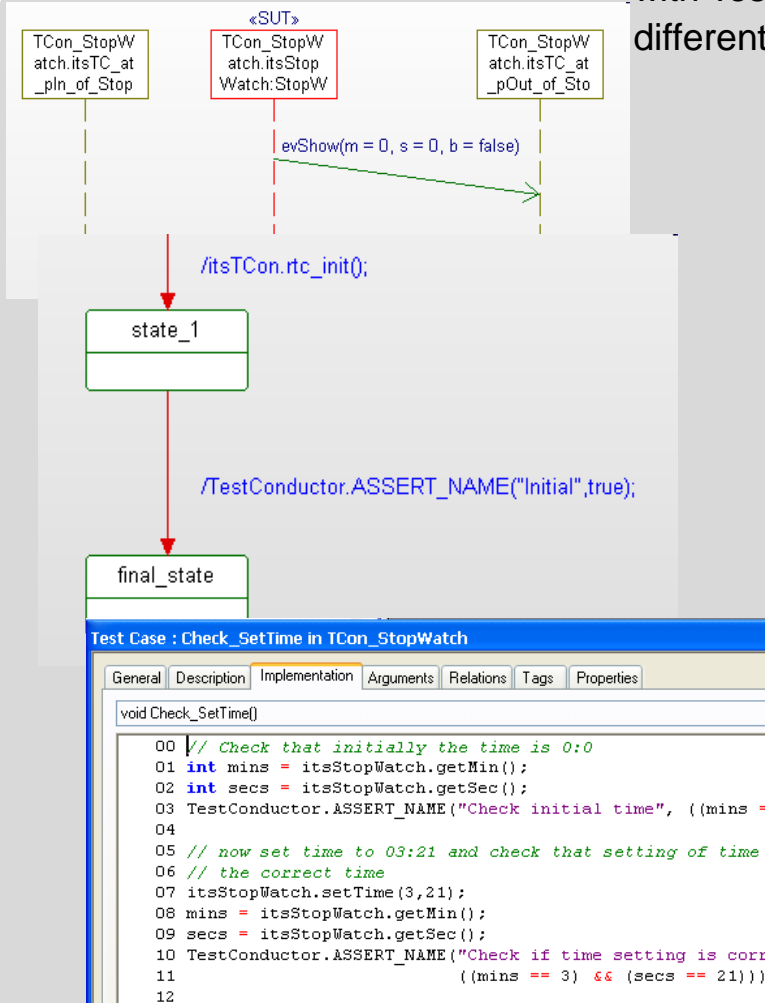 different
«SUT»
TCon_StopW
atch.itsTC_at
_pIn_of_Stop
TCon_StopW
atch.itsStop
Watch:StopW
TCon_StopW
atch.itsTC_at
_pOut_of_Sto
evShow(m = 0, s = 0, b = false)
/itsTCon.rtc_init();
state_1
/TestConductor.ASSERT_NAME("Initial",true);
final_state
Test Case : Check_SetTime in TCon_StopWatch
General Description Implementation Arguments Relations Tags Properties
void Check_SetTime()
00 // Check that initially the time is 0:0
01 int mins = itsStopWatch.getMin();
02 int secs = itsStopWatch.getSec();
03 TestConductor.ASSERT_NAME("Check initial time", ((mins =
04
05 // now set time to 03:21 and check that setting of time
06 // the correct time
07 itsStopWatch.setTime(3,21);
08 mins = itsStopWatch.getMin();
09 secs = itsStopWatch.getSec();
10 TestConductor.ASSERT_NAME("Check if time setting is corr
11 ((mins == 3) && (secs == 21)))
12